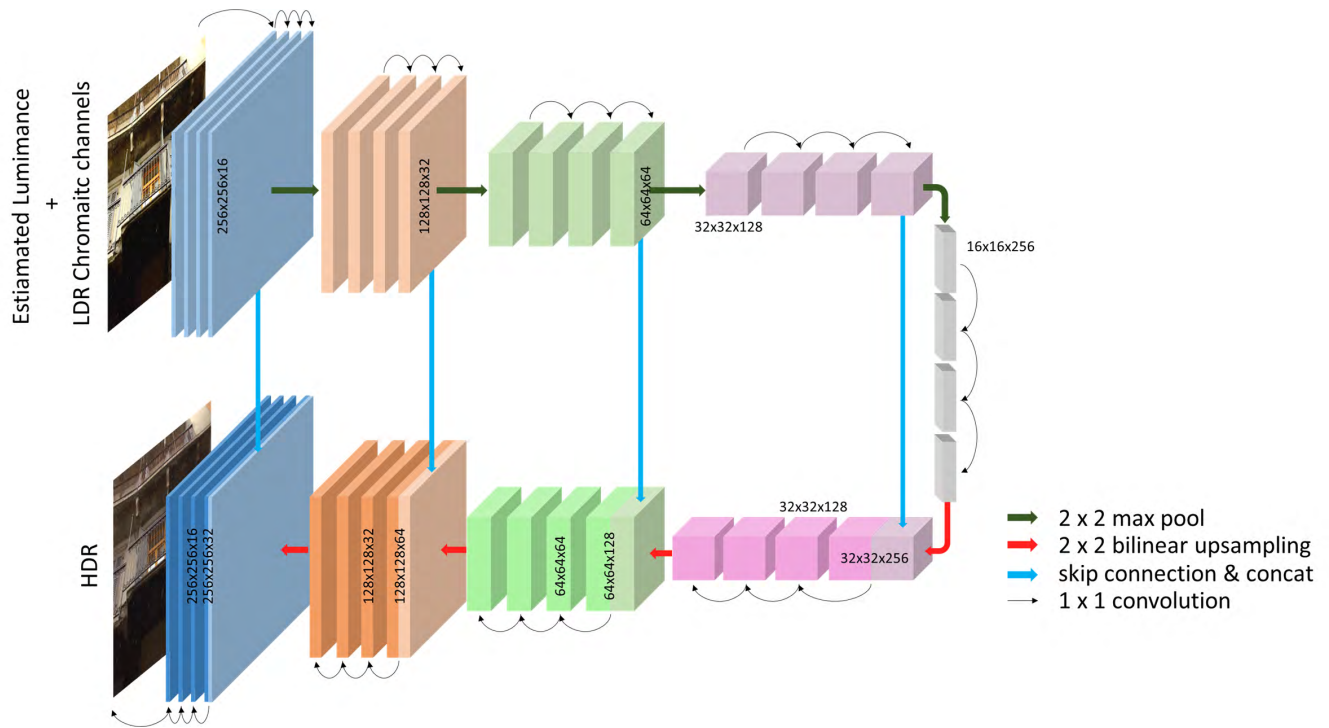 Estiamated Luminance
+
LDR Chromaitc channels
256x256x16
128x128x32
64x64x64
32x32x128
16x16x256
HDR
256x256x16
256x256x32
128x128x32
128x128x64
64x64x64
64x64x128
32x32x128
32x32x256
2 x 2 max pool
2 x 2 bilinear upsampling
skip connection & concat
1 x 1 convolution